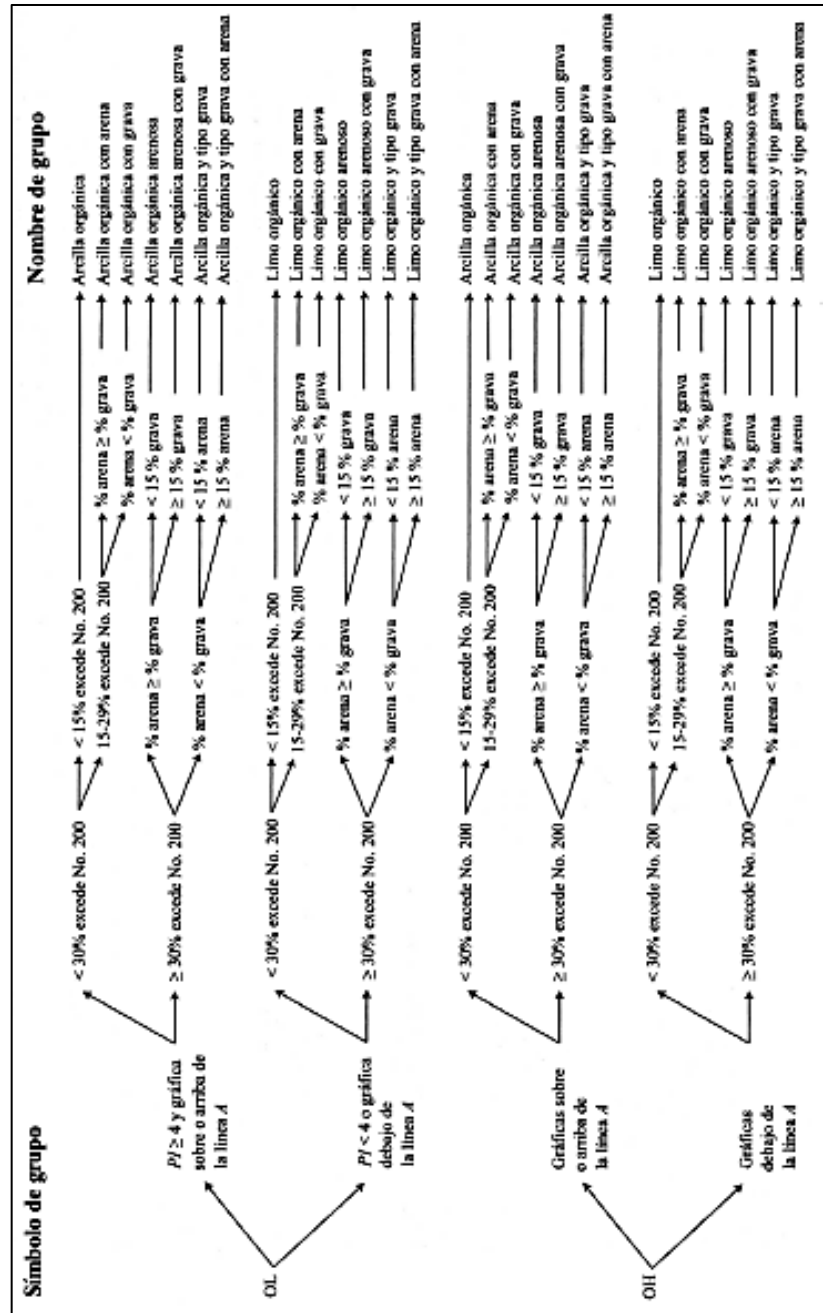 Símbolo de grupo Nombre de grupo
< 30% excede No. 200 < 15% excede No. 200 Arcilla orgánica
15-29% excede No. 200 % arena ≥ % grava Arcilla orgánica con arena
% arena < % grava Arcilla orgánica con grava
PI ≥ 4 y gráfica % arena ≥ % grava < 15 % grava Arcilla orgánica arenosa
sobre o arriba de ≥ 30% excede No. 200 ≥ 15 % grava Arcilla orgánica arenosa con grava
la línea A % arena < % grava < 15 % arena Arcilla orgánica y tipo grava
≥ 15 % arena Arcilla orgánica y tipo grava con arena
OL < 30% excede No. 200 < 15% excede No. 200 Limo orgánico
15-29% excede No. 200 % arena ≥ % grava Limo orgánico con arena
% arena < % grava Limo orgánico con grava
PI < 4 o gráfica % arena ≥ % grava < 15 % grava Limo orgánico arenoso
debajo de ≥ 30% excede No. 200 ≥ 15 % grava Limo orgánico arenoso con grava
la línea A % arena < % grava < 15 % arena Limo orgánico y tipo grava
≥ 15 % arena Limo orgánico y tipo grava con arena
< 30% excede No. 200 < 15% excede No. 200 Arcilla orgánica
15-29% excede No. 200 % arena ≥ % grava Arcilla orgánica con arena
% arena < % grava Arcilla orgánica con grava
Gráficas sobre % arena ≥ % grava < 15 % grava Arcilla orgánica arenosa
o arriba de ≥ 30% excede No. 200 ≥ 15 % grava Arcilla orgánica arenosa con grava
la línea A % arena < % grava < 15 % arena Arcilla orgánica y tipo grava
≥ 15 % arena Arcilla orgánica y tipo grava con arena
OH < 30% excede No. 200 < 15% excede No. 200 Limo orgánico
15-29% excede No. 200 % arena ≥ % grava Limo orgánico con arena
% arena < % grava Limo orgánico con grava
Gráficas % arena ≥ % grava < 15 % grava Limo orgánico arenoso
debajo de ≥ 30% excede No. 200 ≥ 15 % grava Limo orgánico arenoso con grava
la línea A % arena < % grava < 15 % arena Limo orgánico y tipo grava
≥ 15 % arena Limo orgánico y tipo grava con arena